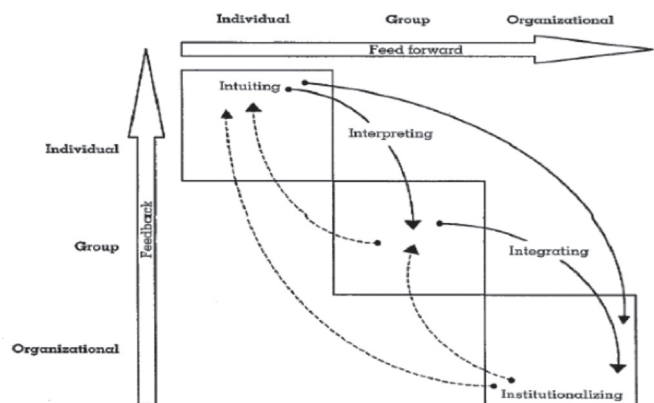 Individual Group Organizational
Feed forward
Intuiting
Interpreting
Individual
Feedback
Group
Integrating
Organizational
Institutionalizing